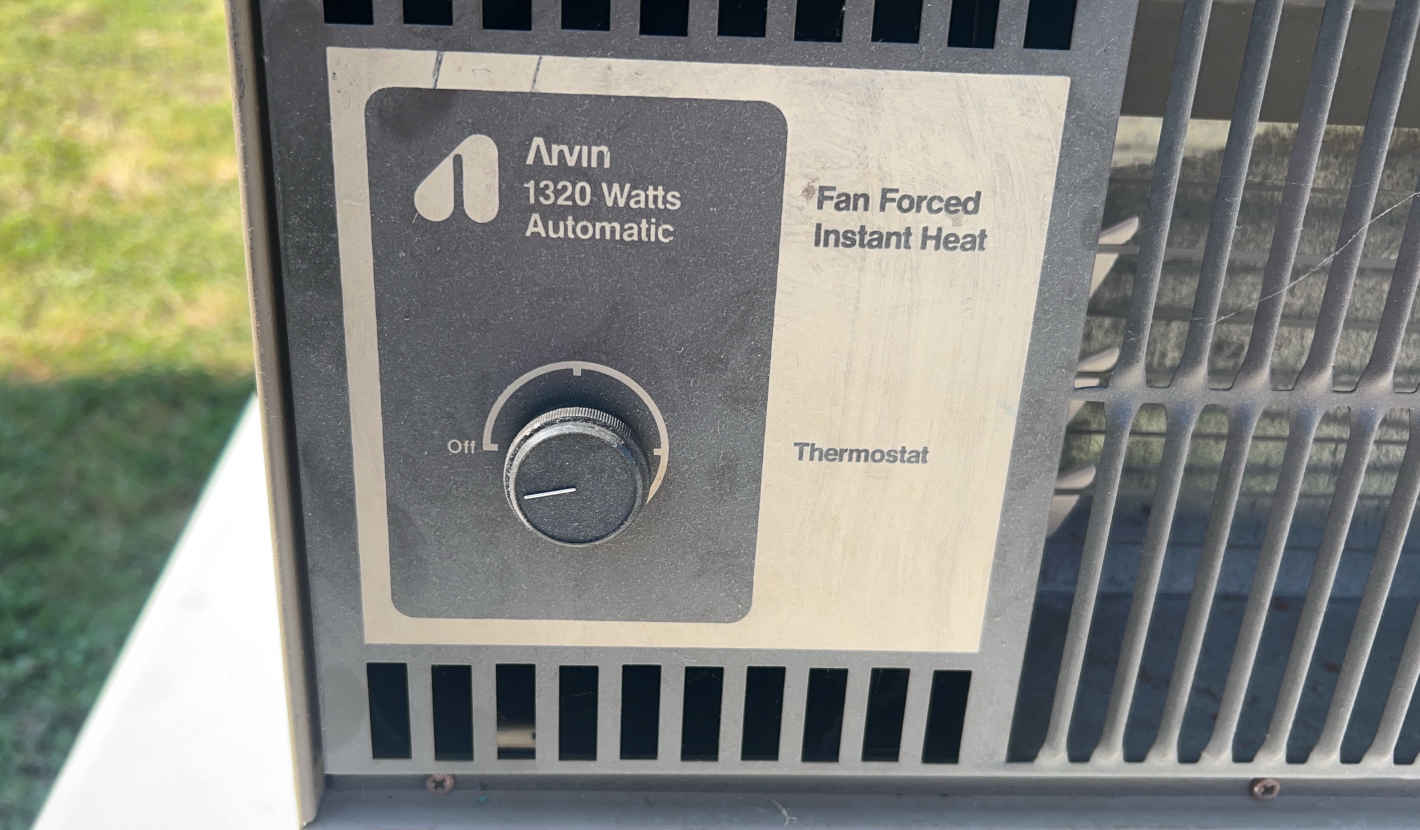 Arvin
1320 Watts
Automatic
Fan Forced
Instant Heat
Off
Thermostat